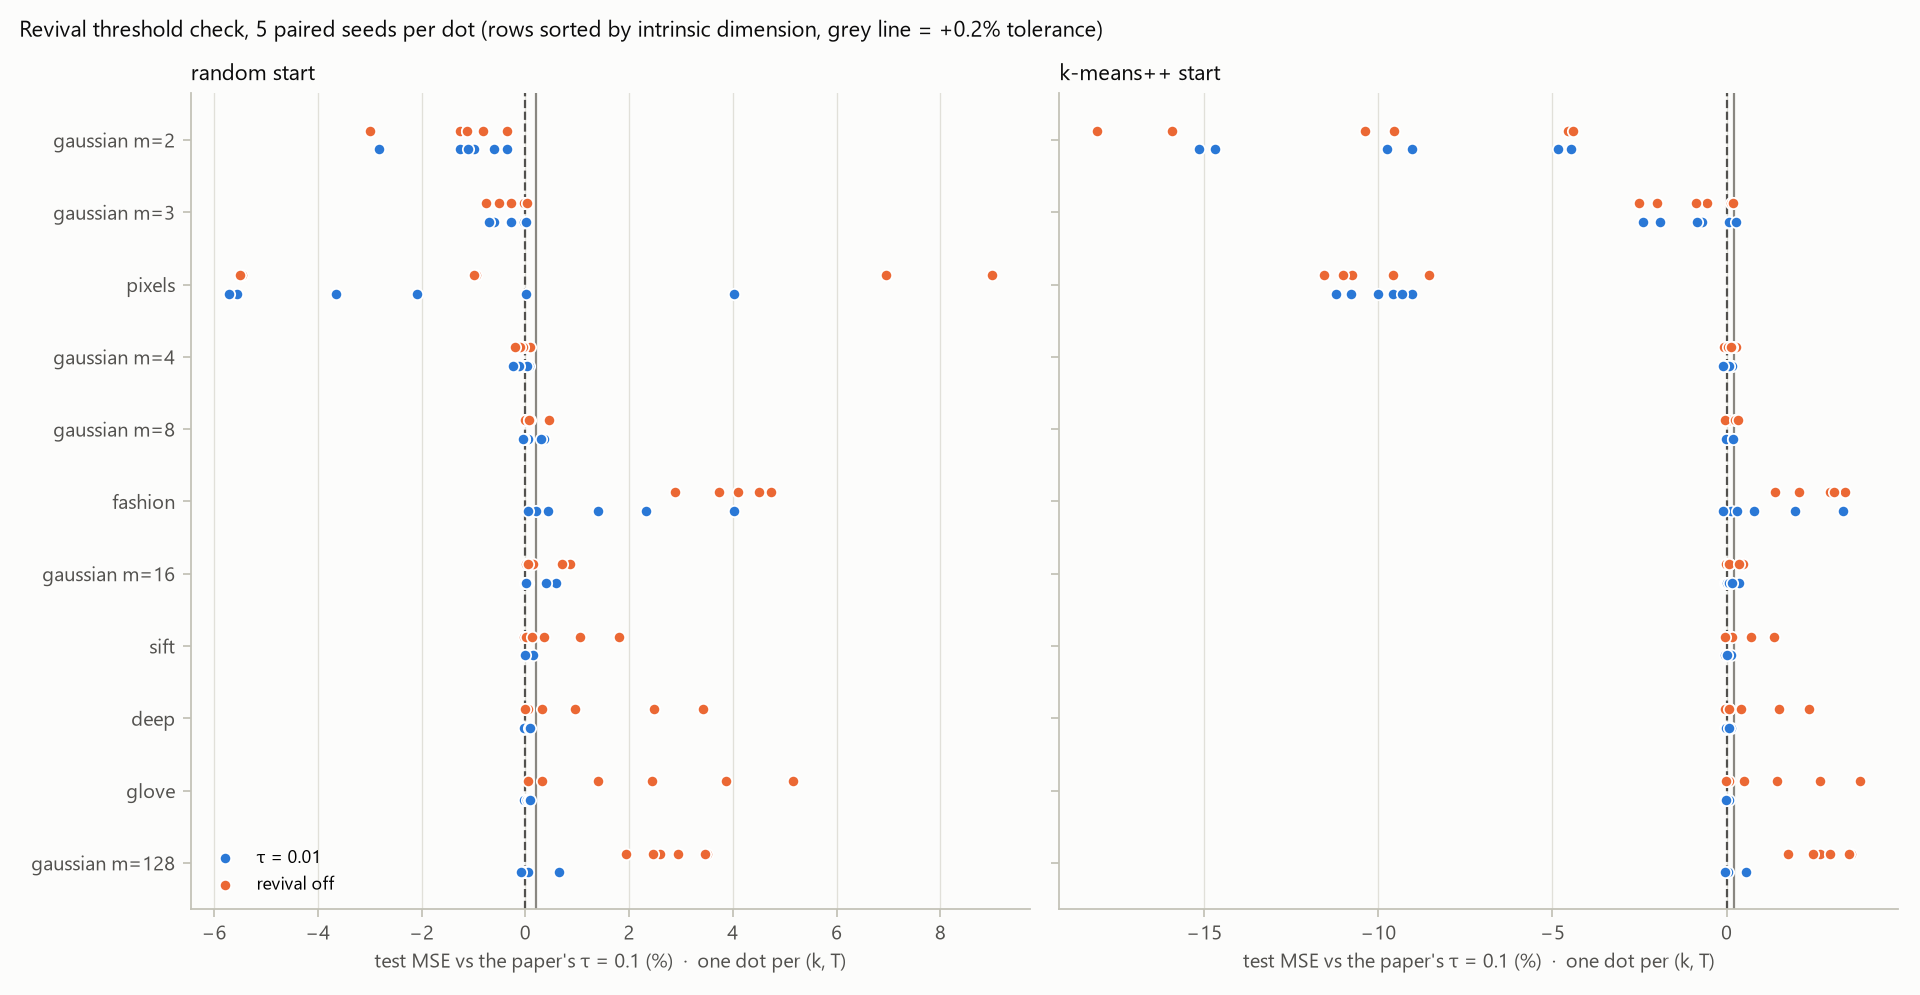 Revival threshold check, 5 paired seeds per dot (rows sorted by intrinsic dimension, grey line = +0.2% tolerance)
random start
k-means++ start
gaussian m=2
gaussian m=3
pixels
gaussian m=4
gaussian m=8
fashion
gaussian m=16
sift
deep
glove
gaussian m=128
τ = 0.01
revival off
−6 −4 −2 0 2 4 6 8
−15 −10 −5 0
test MSE vs the paper's τ = 0.1 (%) · one dot per (k, T)
test MSE vs the paper's τ = 0.1 (%) · one dot per (k, T)